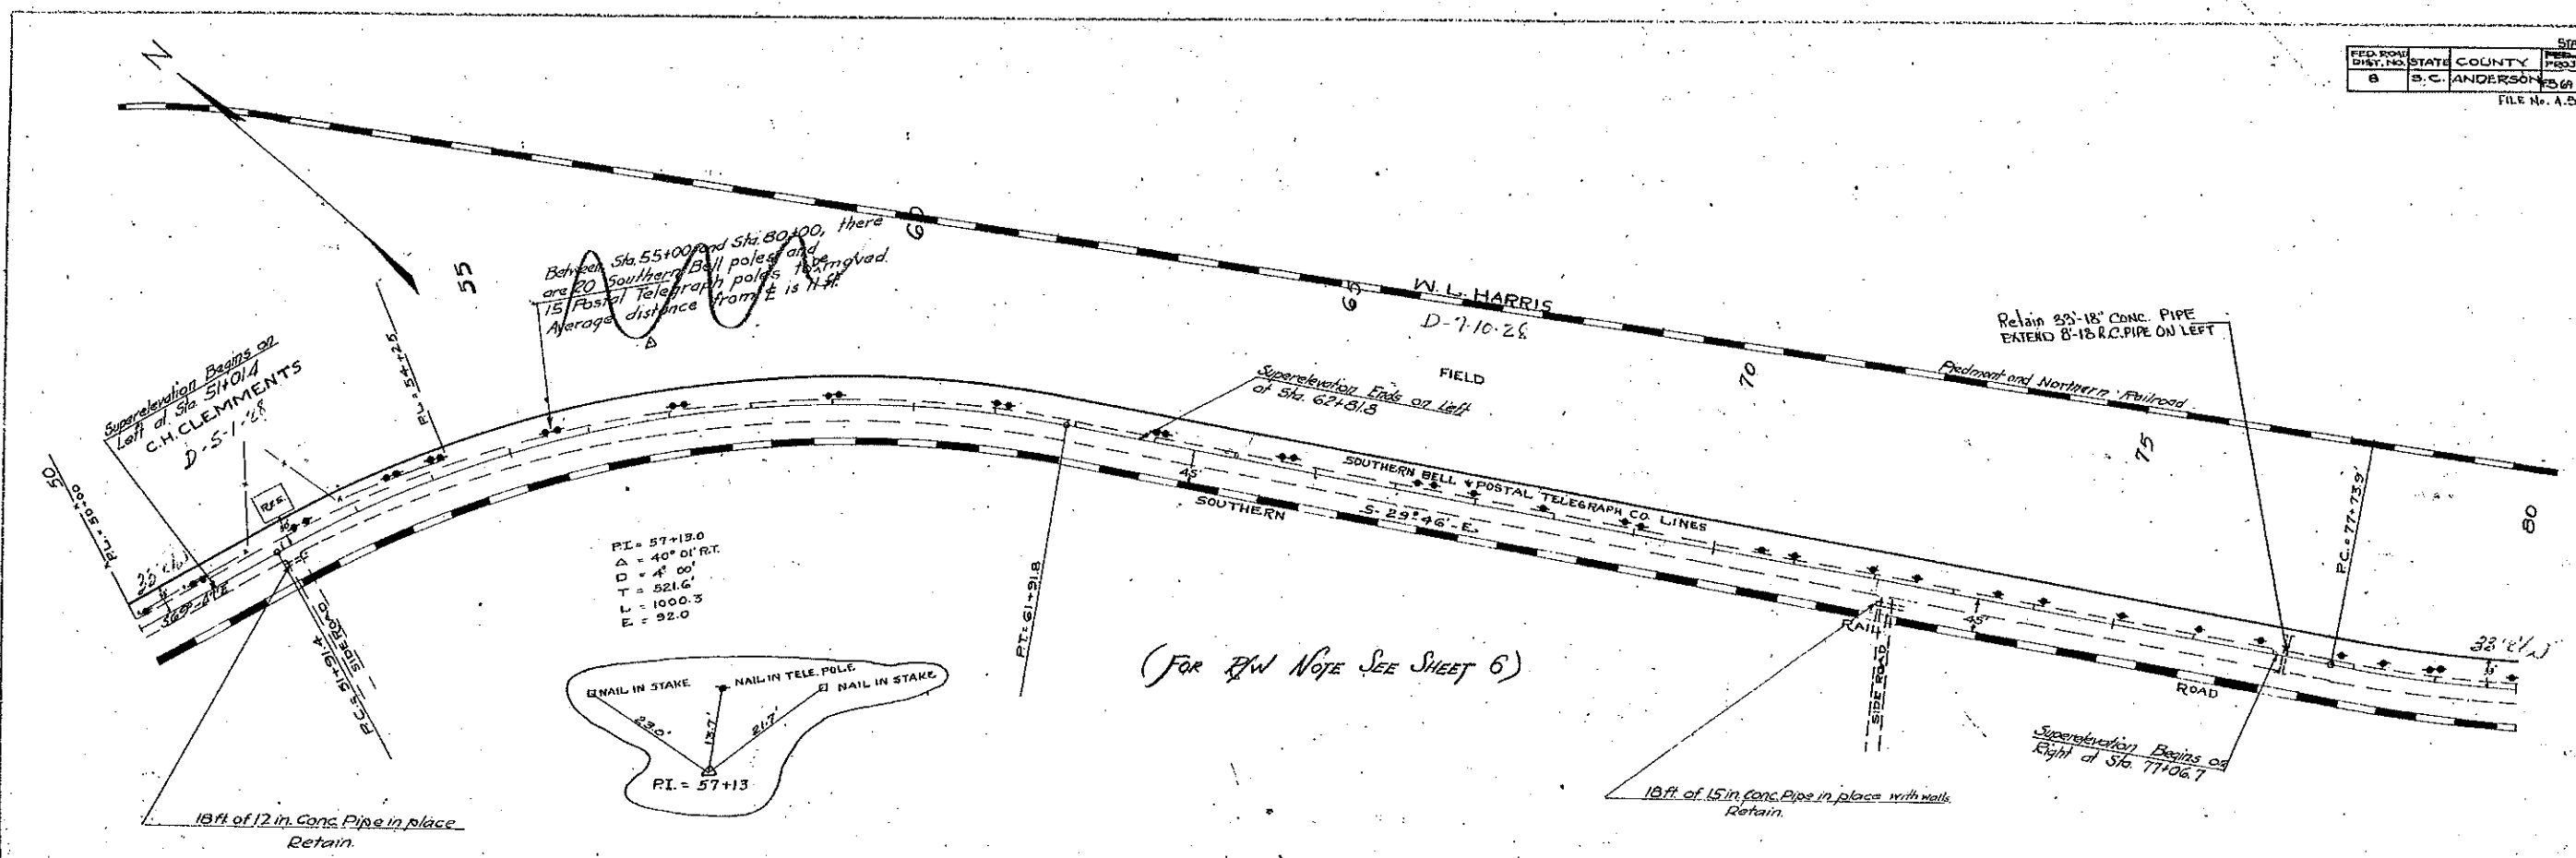 N
FED. ROAD DIST. NO. STATE COUNTY
8 S.C. ANDERSON
FILE No.
55
60
65
70
75
80
50
Between Sta. 55+00 and Sta. 80+00, there
are 20 Southern Bell poles and
15 Postal Telegraph poles to be moved.
Average distance from ℄ is 11 ft.
W. L. HARRIS
D-7-10-28
FIELD
Retain 33'-18" CONC. PIPE
EXTEND 8'-18 R.C. PIPE ON LEFT
Piedmont and Northern Railroad
Superelevation Begins on
Left at Sta. 51+01.4
C.H. CLEMMENTS
D-5-1-28
P.L. = 54+25
P.L. = 50+00
Superelevation Ends on Left
at Sta. 62+81.8
SOUTHERN BELL & POSTAL TELEGRAPH CO. LINES
45'
SOUTHERN
S-29°46'-E.
RAIL
ROAD
45'
P.C. = 77+73.9'
P.T. = 61+91.8
P.C. = 51+91.4
SIDE ROAD
SIDE ROAD
P.I. = 57+13.0
Δ = 40° 01' RT.
D = 4° 00'
T = 521.6'
L = 1000.3
E = 92.0
NAIL IN STAKE
NAIL IN TELE. POLE
NAIL IN STAKE
23.0'
13.7'
21.7'
P.I. = 57+13
(FOR R/W NOTE SEE SHEET 6)
Superelevation Begins on
Right at Sta. 77+06.7
18 ft. of 12 in. Conc. Pipe in place
Retain.
18 ft. of 15 in. Conc. Pipe in place with walls
Retain.